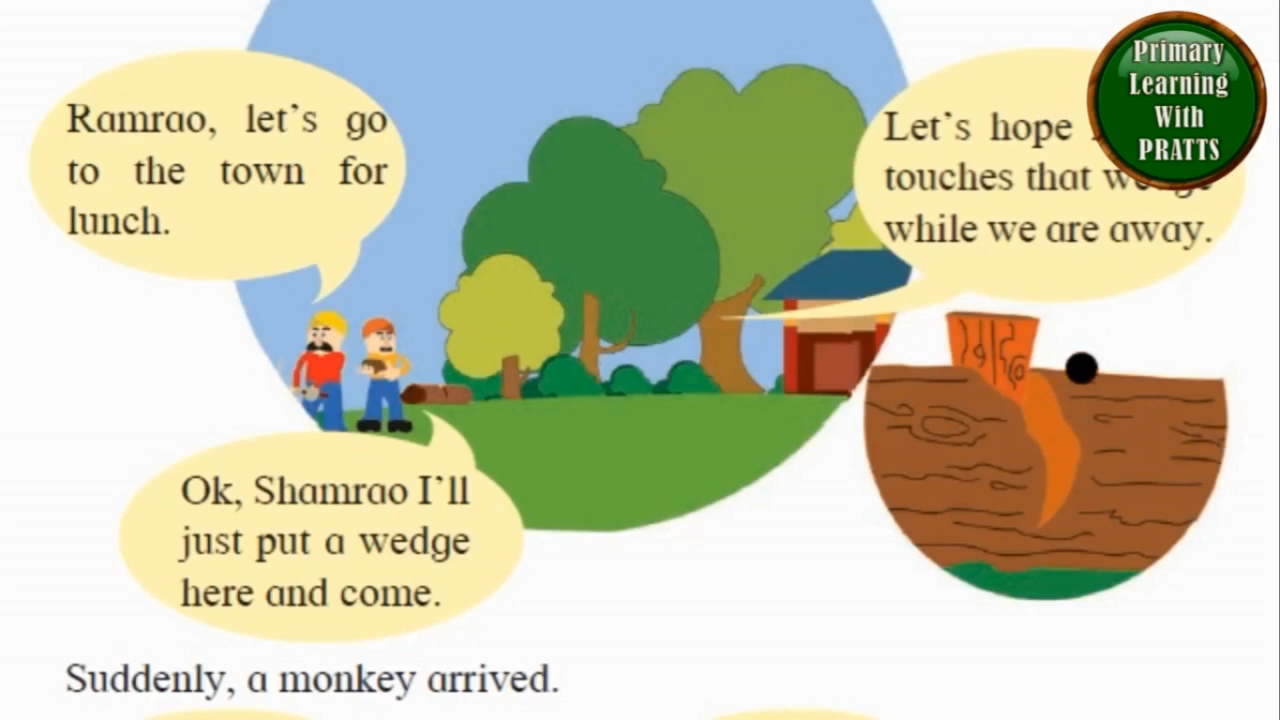 Ramrao, let's go
to the town for
lunch.
Let's hope
touches that
while we are away.
Primary
Learning
With
PRATTS
Ok, Shamrao I'll
just put a wedge
here and come.
Suddenly, a monkey arrived.